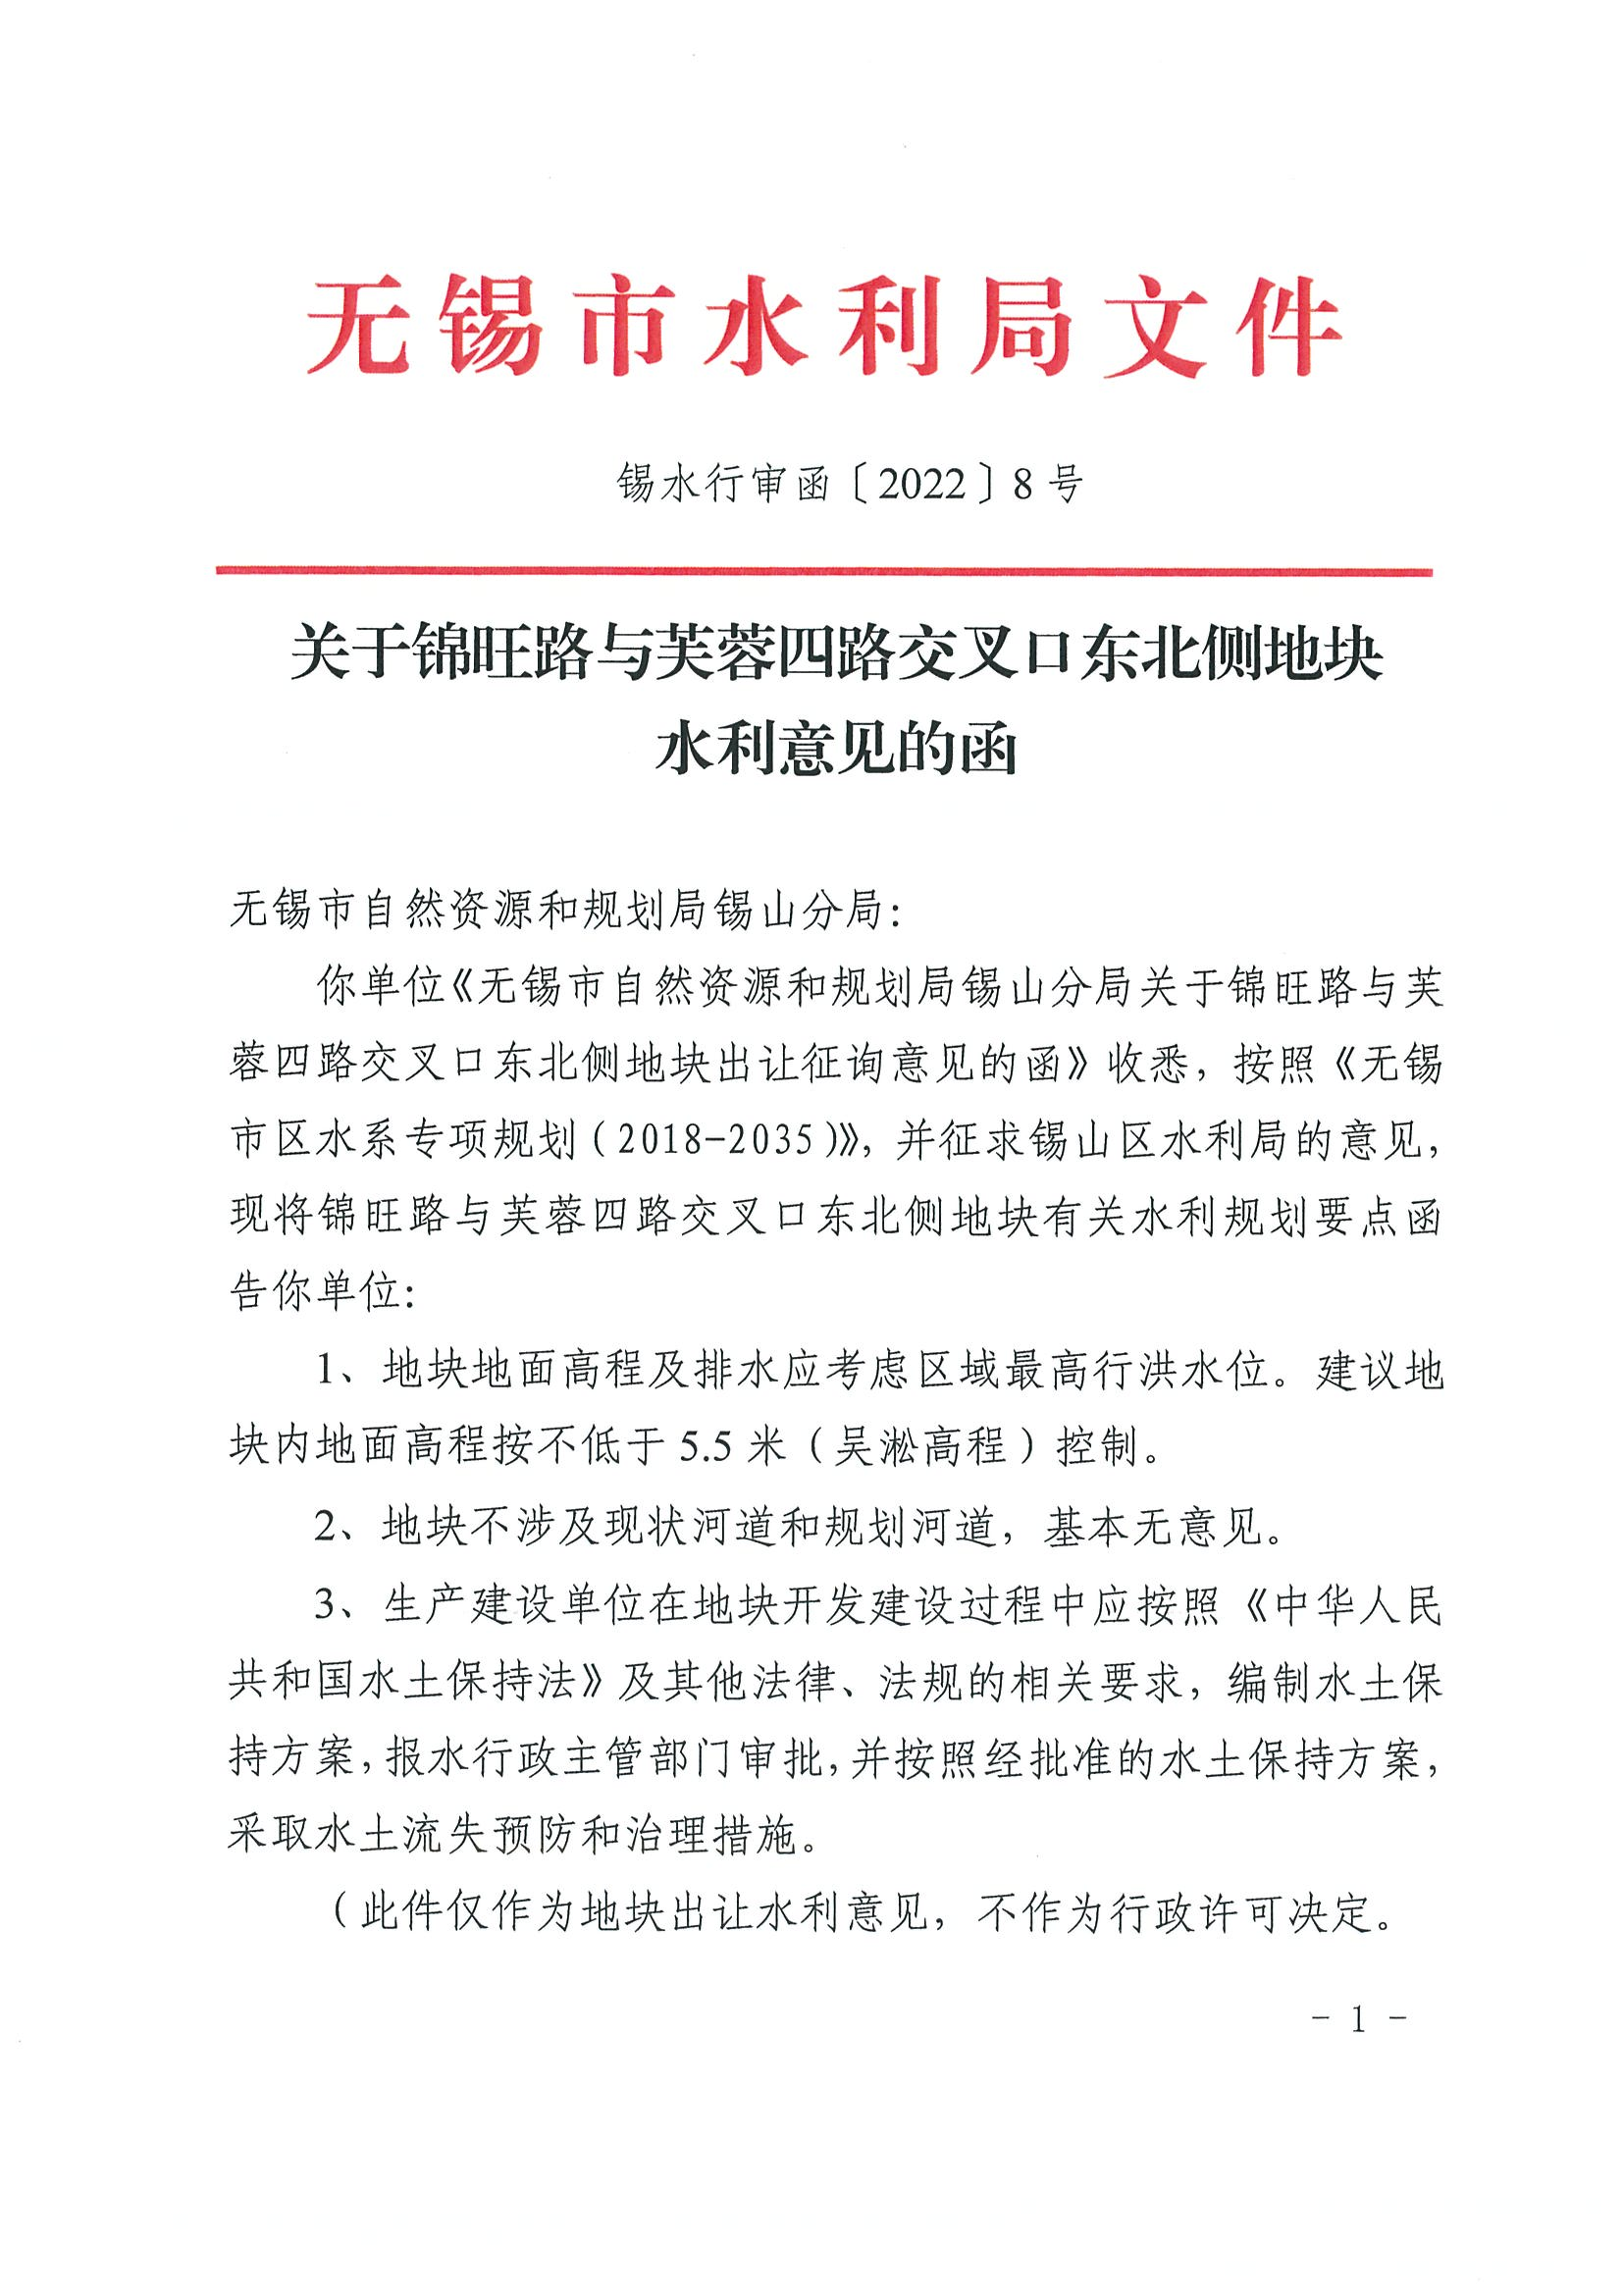 无锡市水利局文件
锡水行审函〔2022〕8号
关于锦旺路与芙蓉四路交叉口东北侧地块
水利意见的函
无锡市自然资源和规划局锡山分局：
你单位《无锡市自然资源和规划局锡山分局关于锦旺路与芙
蓉四路交叉口东北侧地块出让征询意见的函》收悉，按照《无锡
市区水系专项规划（2018-2035）》，并征求锡山区水利局的意见，
现将锦旺路与芙蓉四路交叉口东北侧地块有关水利规划要点函
告你单位：
1、地块地面高程及排水应考虑区域最高行洪水位。建议地
块内地面高程按不低于 5.5 米（吴淞高程）控制。
2、地块不涉及现状河道和规划河道，基本无意见。
3、生产建设单位在地块开发建设过程中应按照《中华人民
共和国水土保持法》及其他法律、法规的相关要求，编制水土保
持方案，报水行政主管部门审批，并按照经批准的水土保持方案，
采取水土流失预防和治理措施。
（此件仅作为地块出让水利意见，不作为行政许可决定。
- 1 -